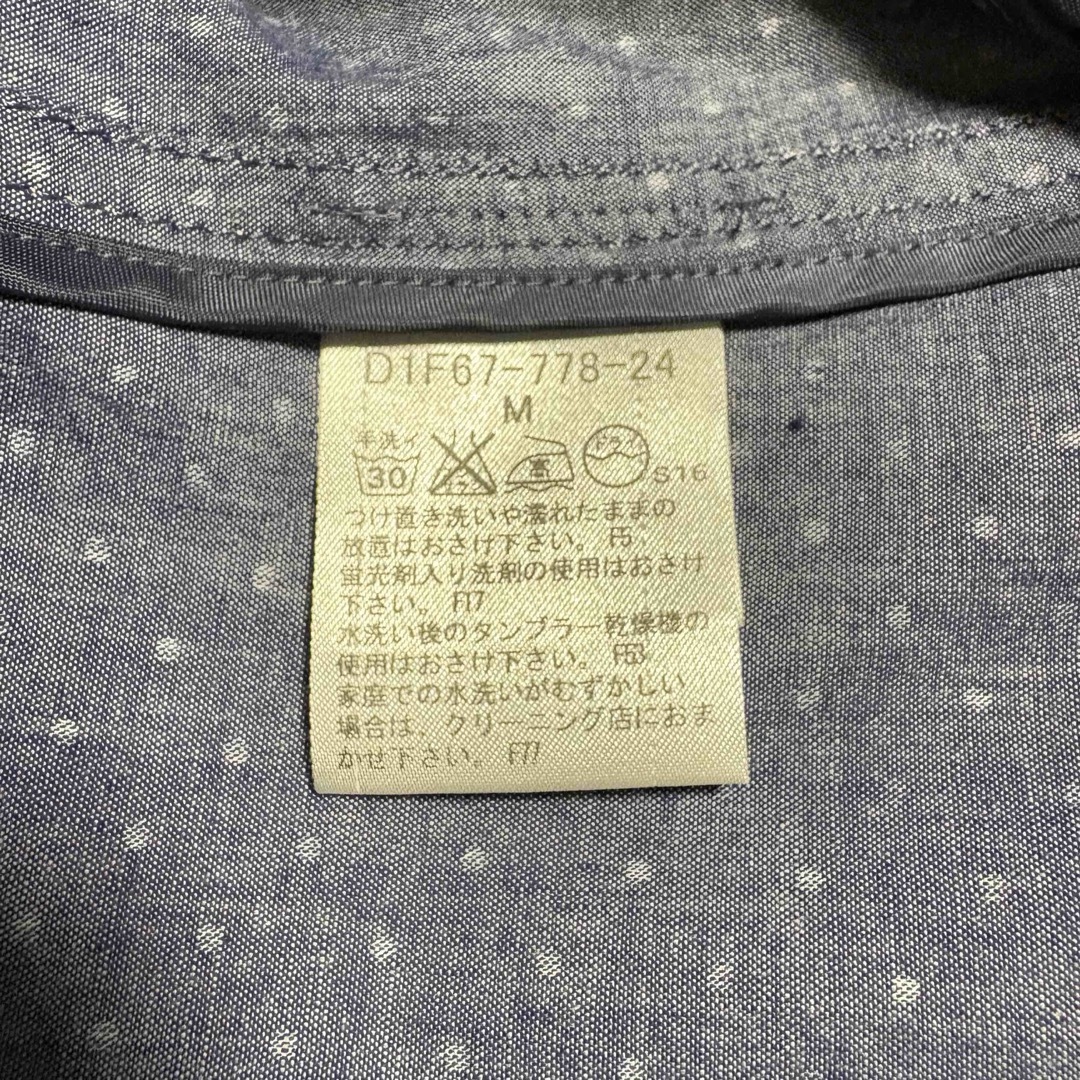 D1F67-778-24
M
手洗イ
30
高
ドライ
S16
つけ置き洗いや濡れたままの
放置はおさけ下さい。F5
蛍光剤入り洗剤の使用はおさけ
下さい。F17
水洗い後のタンブラー乾燥機の
使用はおさけ下さい。F53
家庭での水洗いがむずかしい
場合は、クリーニング店におま
かせ下さい。F77